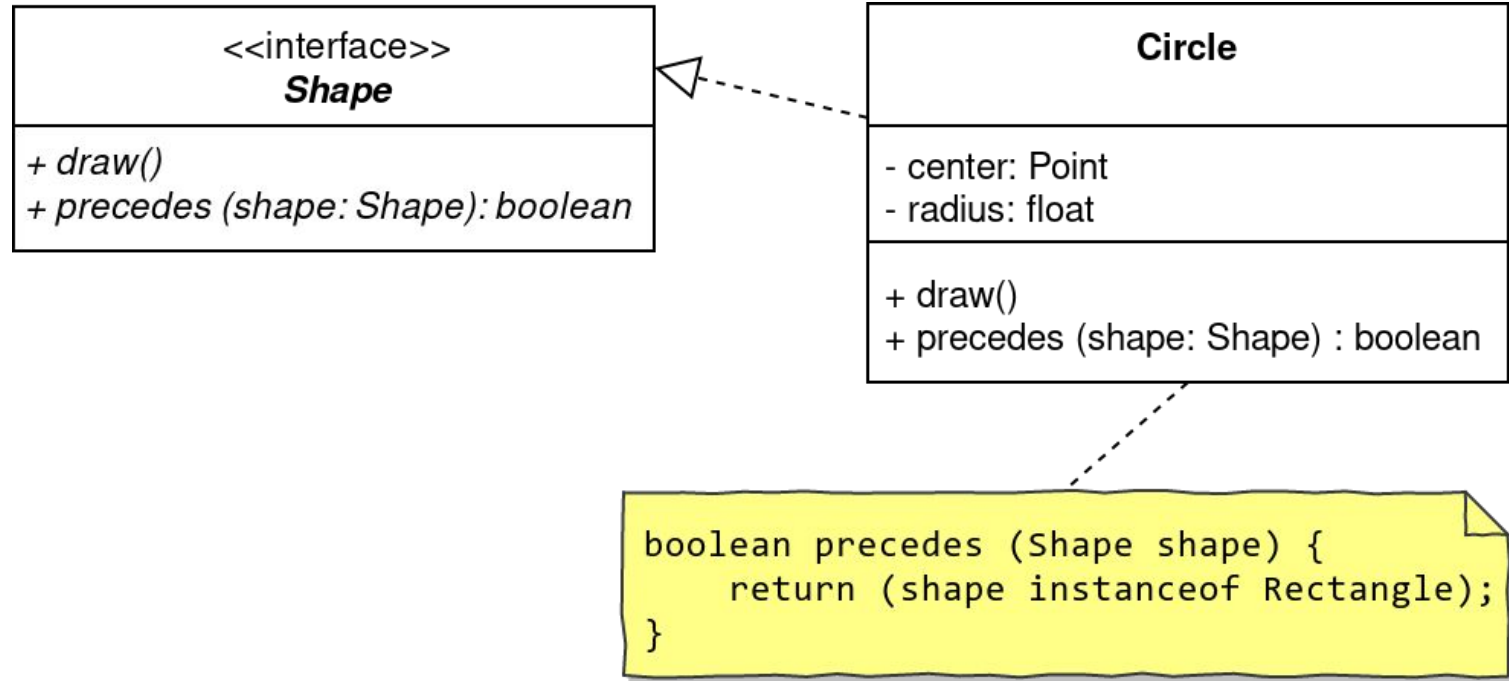 <<interface>>
Shape
+ draw()
+ precedes (shape: Shape): boolean
Circle
- center: Point
- radius: float
+ draw()
+ precedes (shape: Shape) : boolean
boolean precedes (Shape shape) {
    return (shape instanceof Rectangle);
}